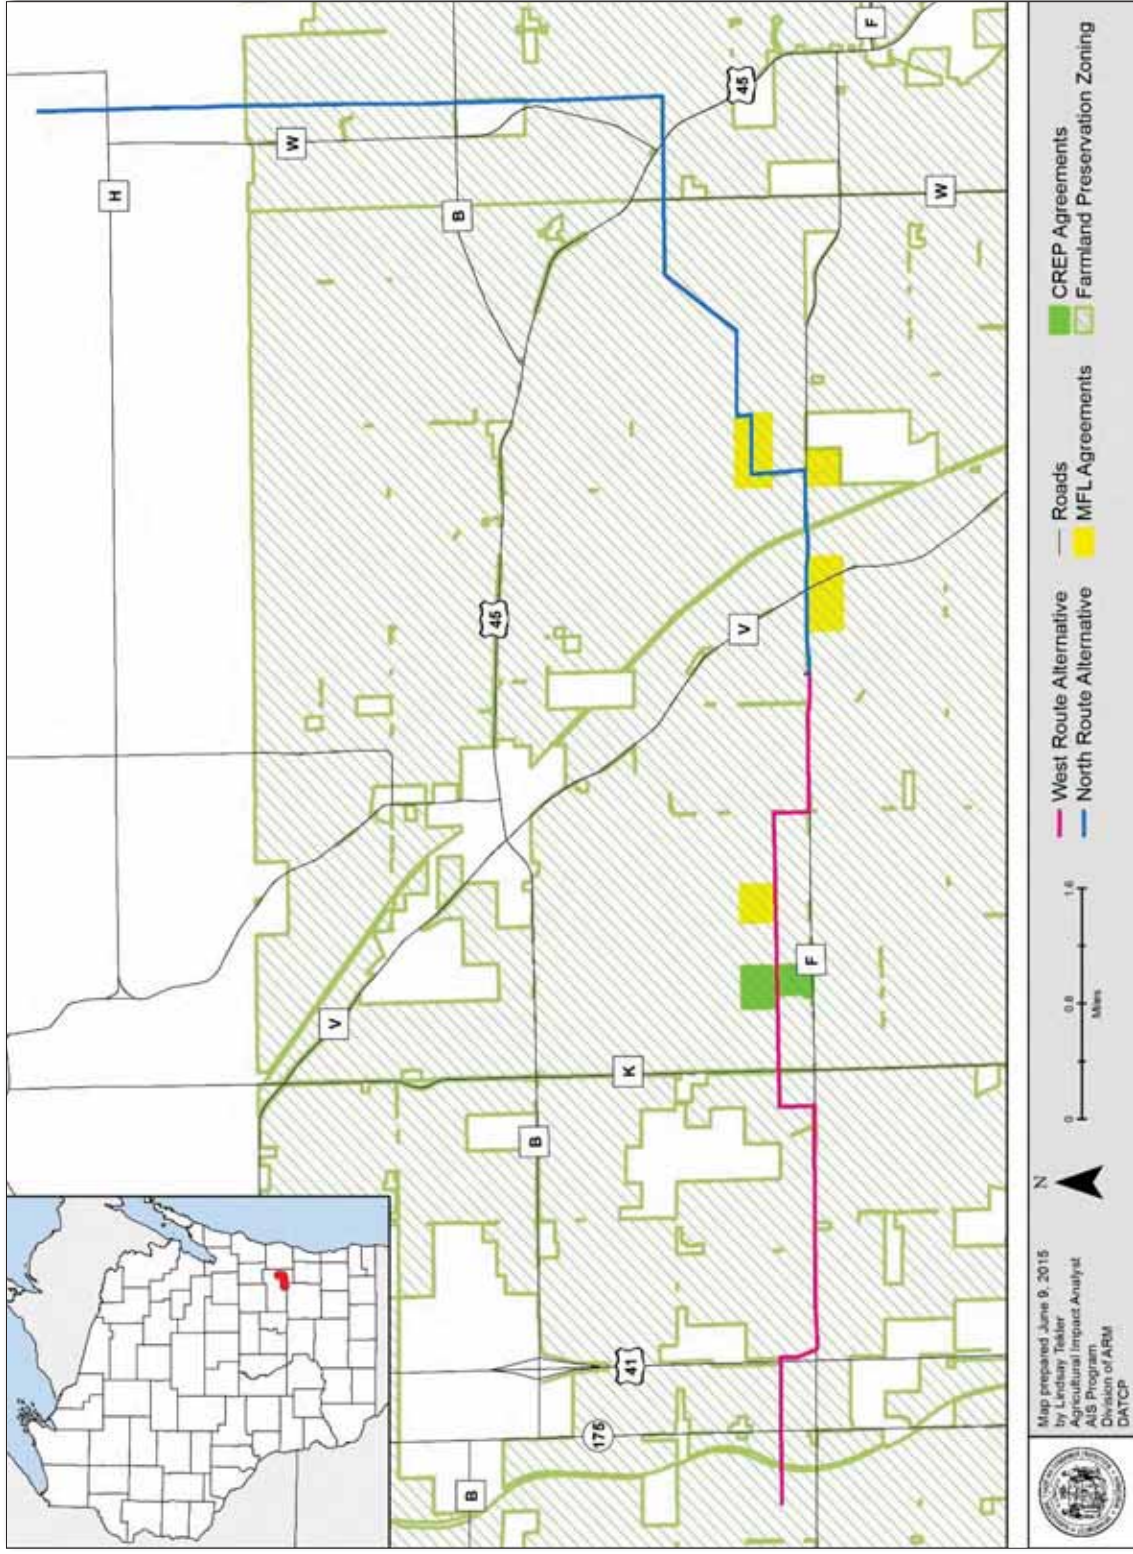 H
W
V
B
B
45
B
175
41
K
V
45
F
F
W
Map prepared June 9, 2015
by Lindsay Tekler
Agricultural Impact Analyst
AIS Program
Division of ARM
DATCP
N
0 0.8 1.6
Miles
West Route Alternative
North Route Alternative
Roads
MFL Agreements
CREP Agreements
Farmland Preservation Zoning